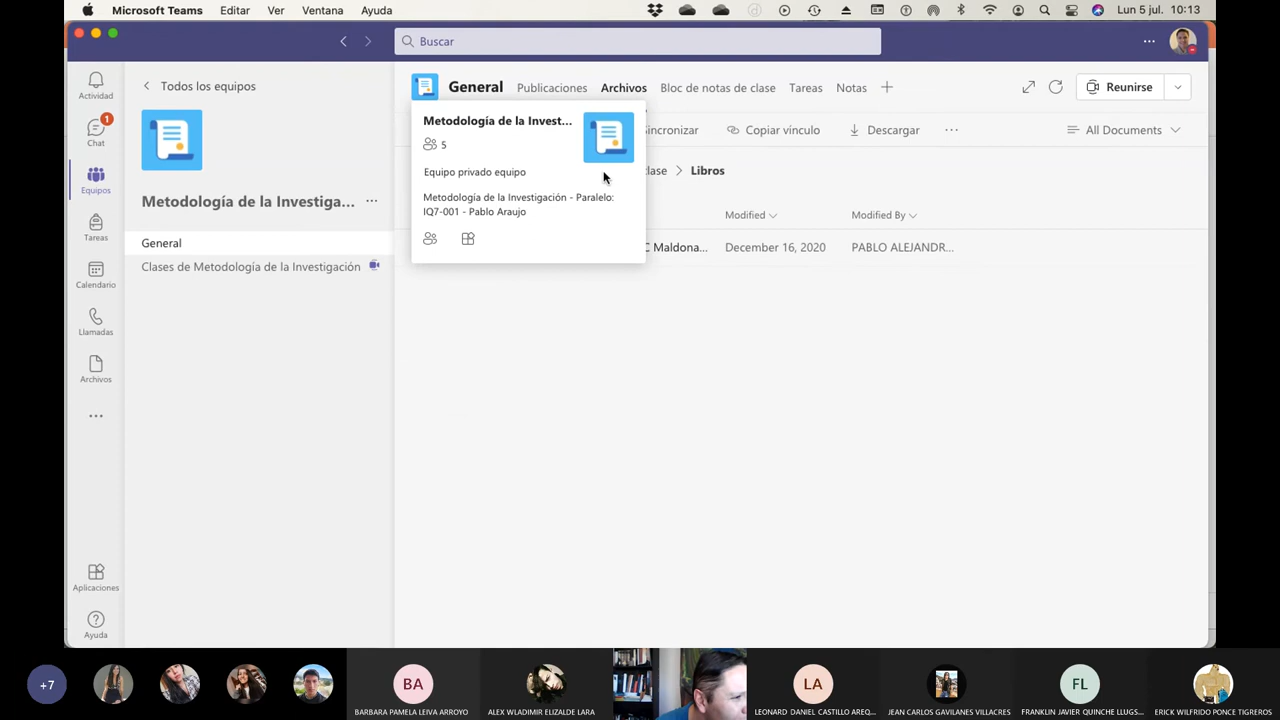 Microsoft Teams Editar Ver Ventana Ayuda Lun 5 jul. 10:13
Buscar
Actividad
Chat
1
Equipos
Tareas
Calendario
Llamadas
Archivos
Aplicaciones
Ayuda
Todos los equipos
Metodología de la Investiga...
General
Clases de Metodología de la Investigación
General Publicaciones Archivos Bloc de notas de clase Tareas Notas Reunirse
Sincronizar Copiar vínculo Descargar All Documents
Metodología de la Invest...
5
Equipo privado equipo
Metodología de la Investigación - Paralelo:
IQ7-001 - Pablo Araujo
clase > Libros
Modified Modified By
C Maldona... December 16, 2020 PABLO ALEJANDR...
+7
BA
BARBARA PAMELA LEIVA ARROYO
ALEX WLADIMIR ELIZALDE LARA
LA
LEONARD DANIEL CASTILLO AREQ...
JEAN CARLOS GAVILANES VILLACRES
FL
FRANKLIN JAVIER QUINCHE LLUGS...
ERICK WILFRIDO PONCE TIGREROS